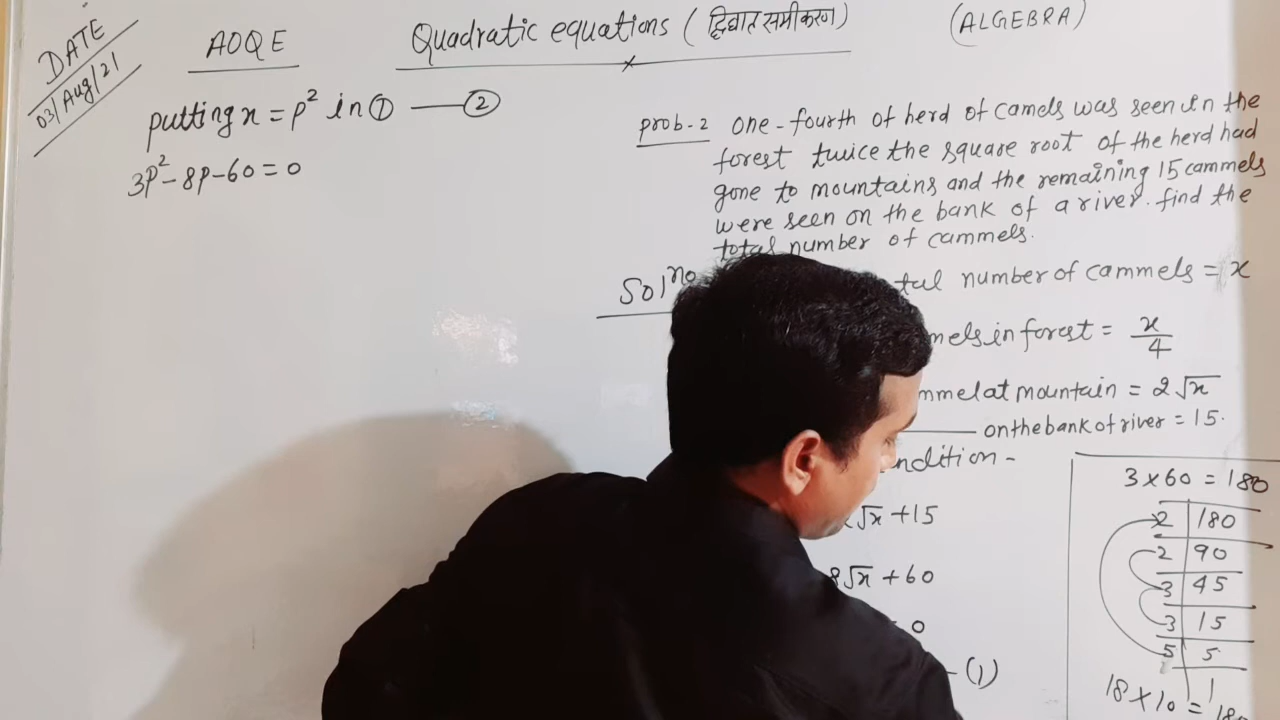 DATE
03/Aug/21
AOQE
Quadratic equations (द्विघात समीकरण)
(ALGEBRA)
putting x = p² in ① —— ②
3p² - 8p - 60 = 0
prob-2 one-fourth of herd of camels was seen in the
forest twice the square root of the herd had
gone to mountains and the remaining 15 cammels
were seen on the bank of a river. find the
total number of cammels.
Solⁿᵒ
tal number of cammels = x
mels in forest = x/4
mmel at mountain = 2√x
——— on the bank of river = 15.
ndition -
√x + 15
8√x + 60
0
- (1)
3 × 60 = 180
2 | 180
2 | 90
3 | 45
3 | 15
5 | 5
1
18 × 10 = 180